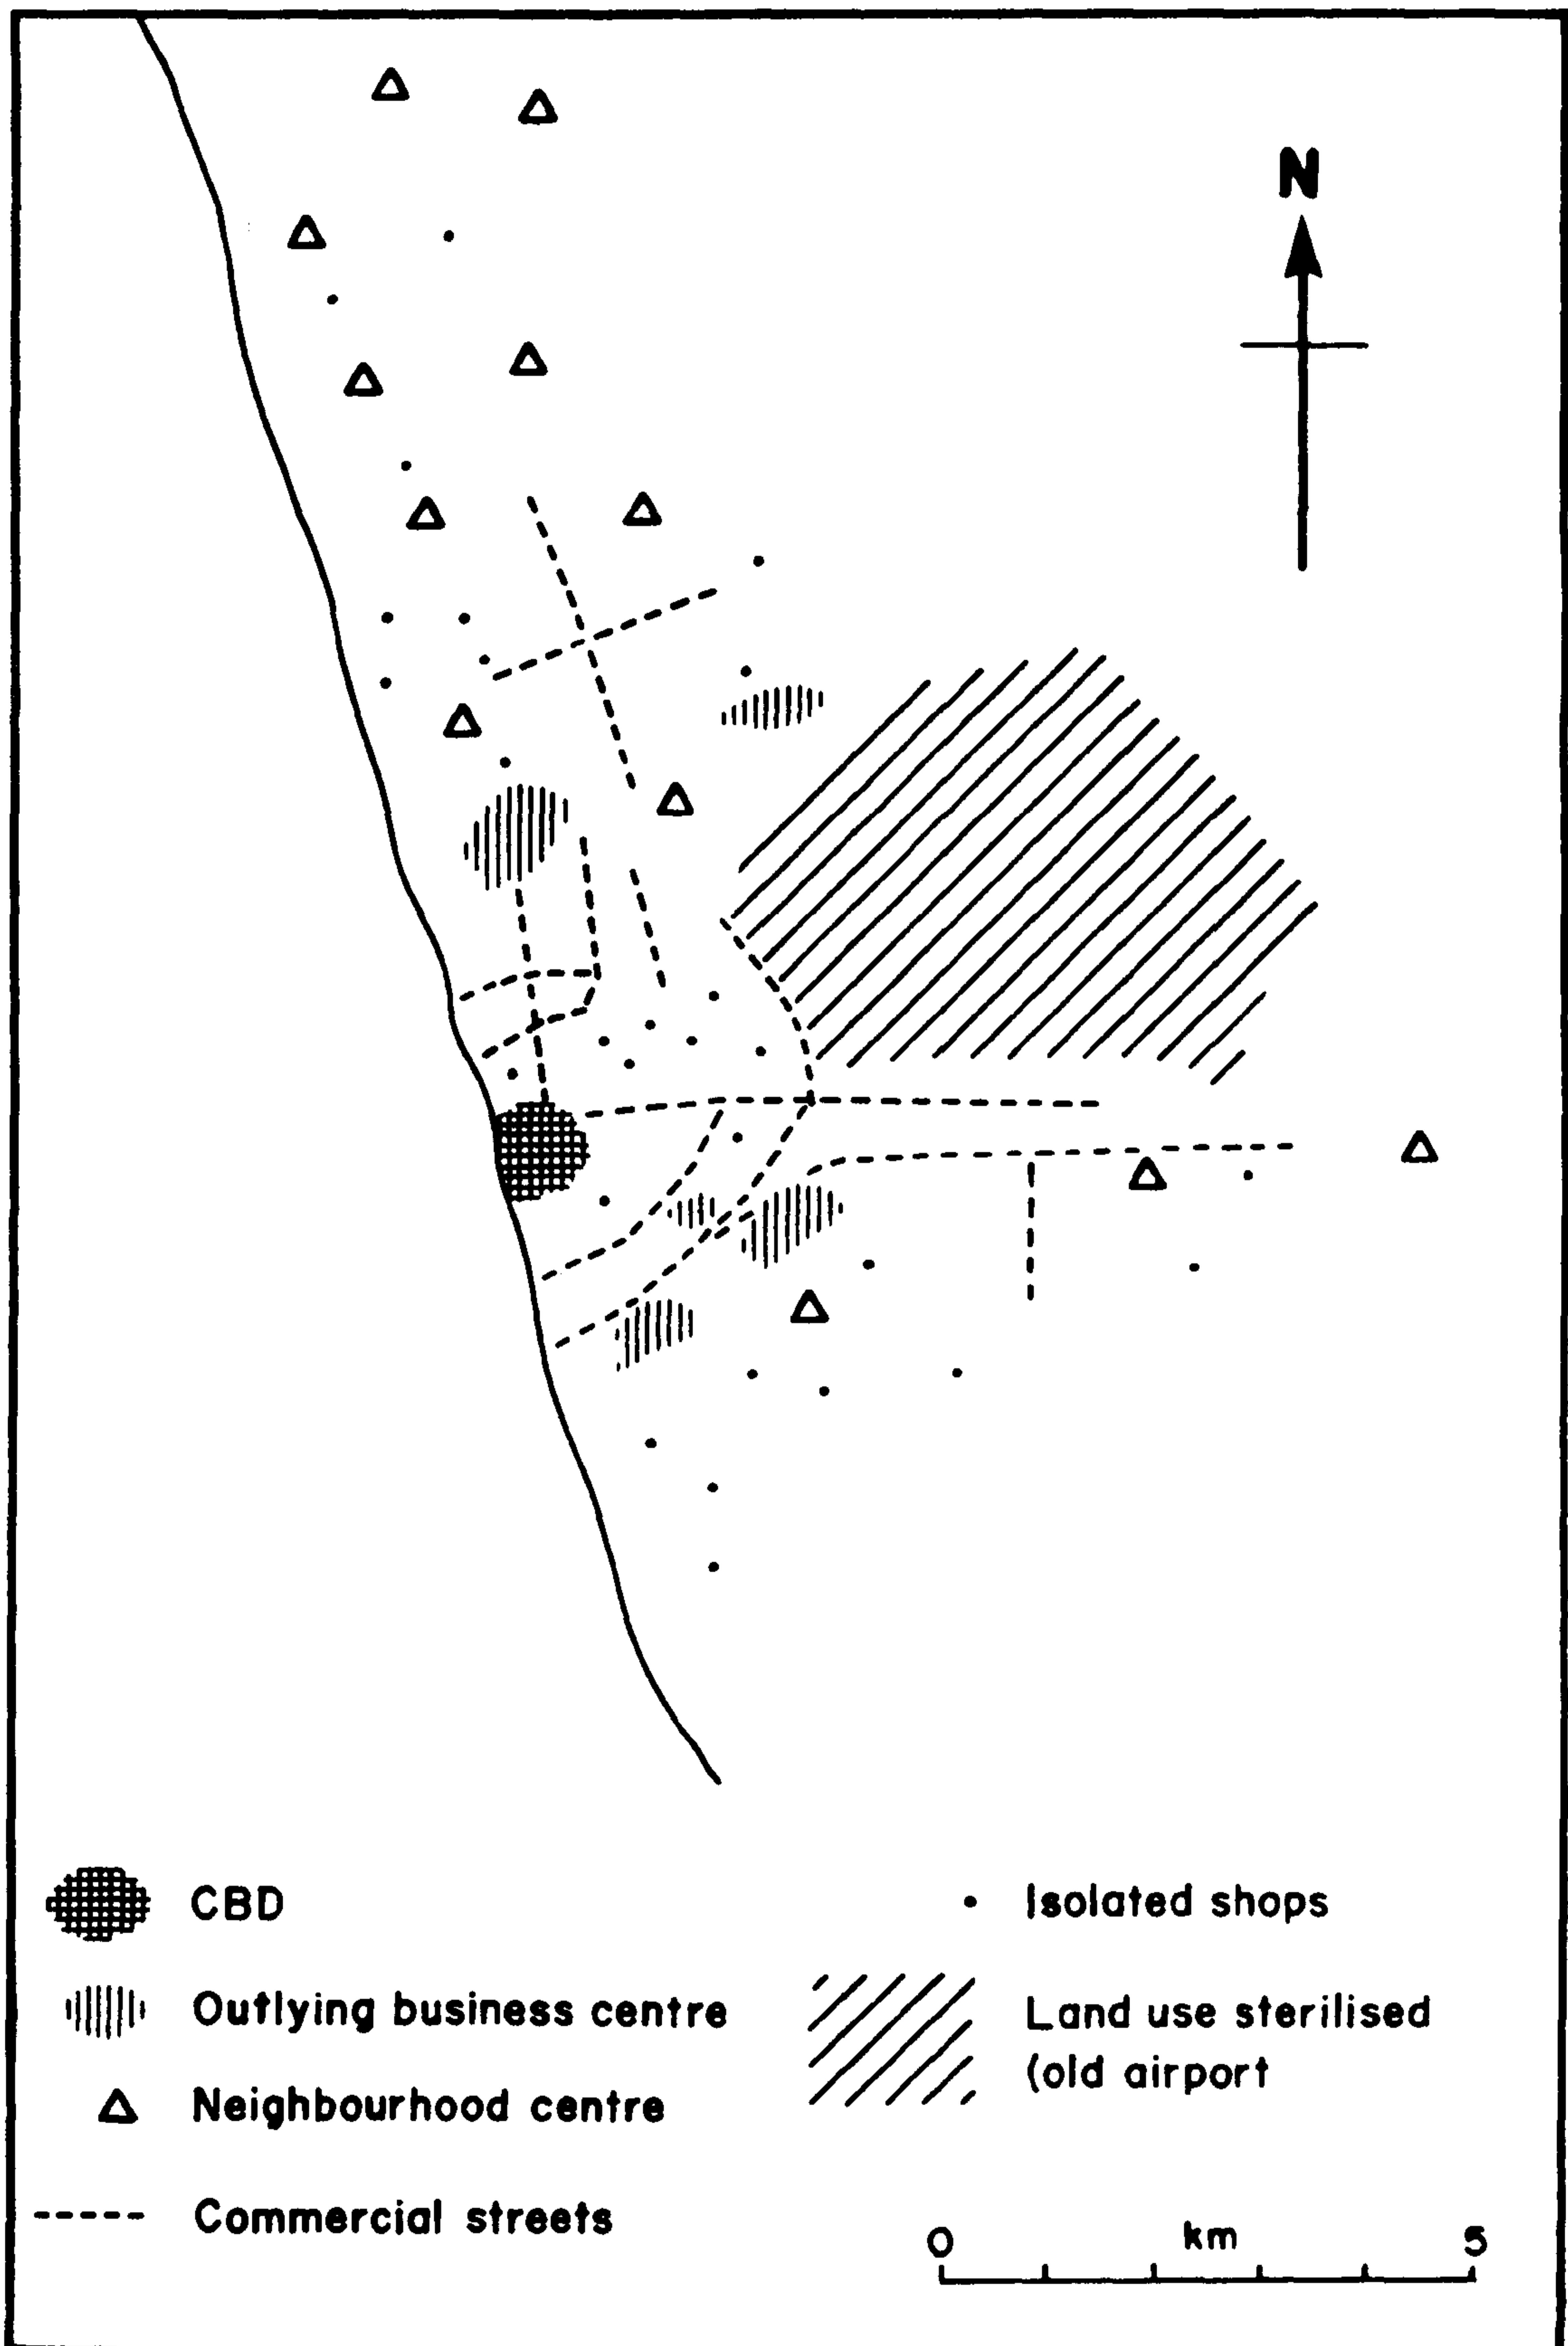 N
CBD
Outlying business centre
Neighbourhood centre
Commercial streets
Isolated shops
Land use sterilised
(old airport
0 km 5